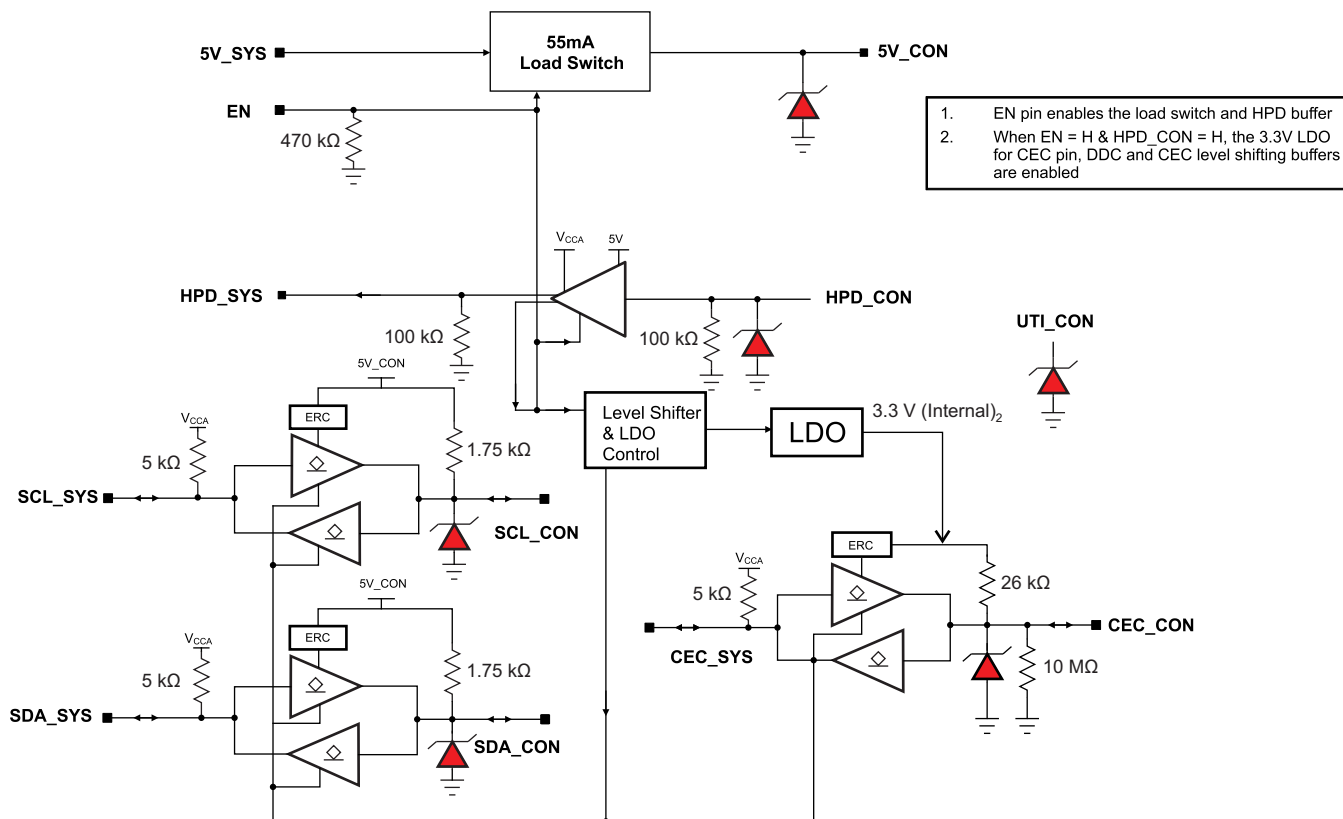 55mA
Load Switch
5V_SYS
5V_CON
EN
470 kΩ
1. EN pin enables the load switch and HPD buffer
2. When EN = H & HPD_CON = H, the 3.3V LDO
for CEC pin, DDC and CEC level shifting buffers
are enabled
VCCA
5V
HPD_SYS
HPD_CON
100 kΩ
100 kΩ
UTI_CON
5V_CON
ERC
VCCA
5 kΩ
1.75 kΩ
SCL_SYS
SCL_CON
Level Shifter
& LDO
Control
LDO
3.3 V (Internal)2
5V_CON
ERC
VCCA
5 kΩ
1.75 kΩ
SDA_SYS
SDA_CON
ERC
VCCA
5 kΩ
26 kΩ
CEC_SYS
CEC_CON
10 MΩ